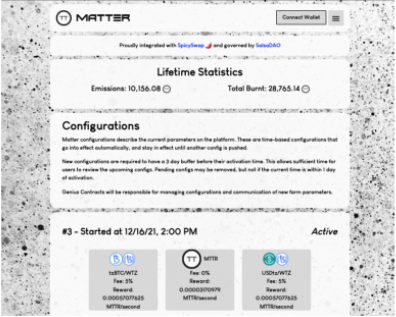 MATTER
Connect Wallet
Proudly integrated with SpicySwap 🌶️ and governed by SalsaDAO
Lifetime Statistics
Emissions: 10,156.08
Total Burnt: 28,765.14
Configurations
Matter configurations describe the current parameters on the platform. These are time-based configurations that
go into effect automatically, and stay in effect until another config is pushed.
New configurations are required to have a 3 day buffer before their activation time. This allows sufficient time for
users to review the upcoming configs. Pending configs may be removed, but not if the current time is within 1 day
of activation.
Genius Contracts will be responsible for managing configurations and communication of new farm parameters.
#3 - Started at 12/16/21, 2:00 PM
Active
tzBTC/WTZ
Fee: 5%
Reward:
0.00057077625
MTTR/second
MTTR
Fee: 0%
Reward:
0.00003170979
MTTR/second
USDtz/WTZ
Fee: 5%
Reward:
0.00057077625
MTTR/second